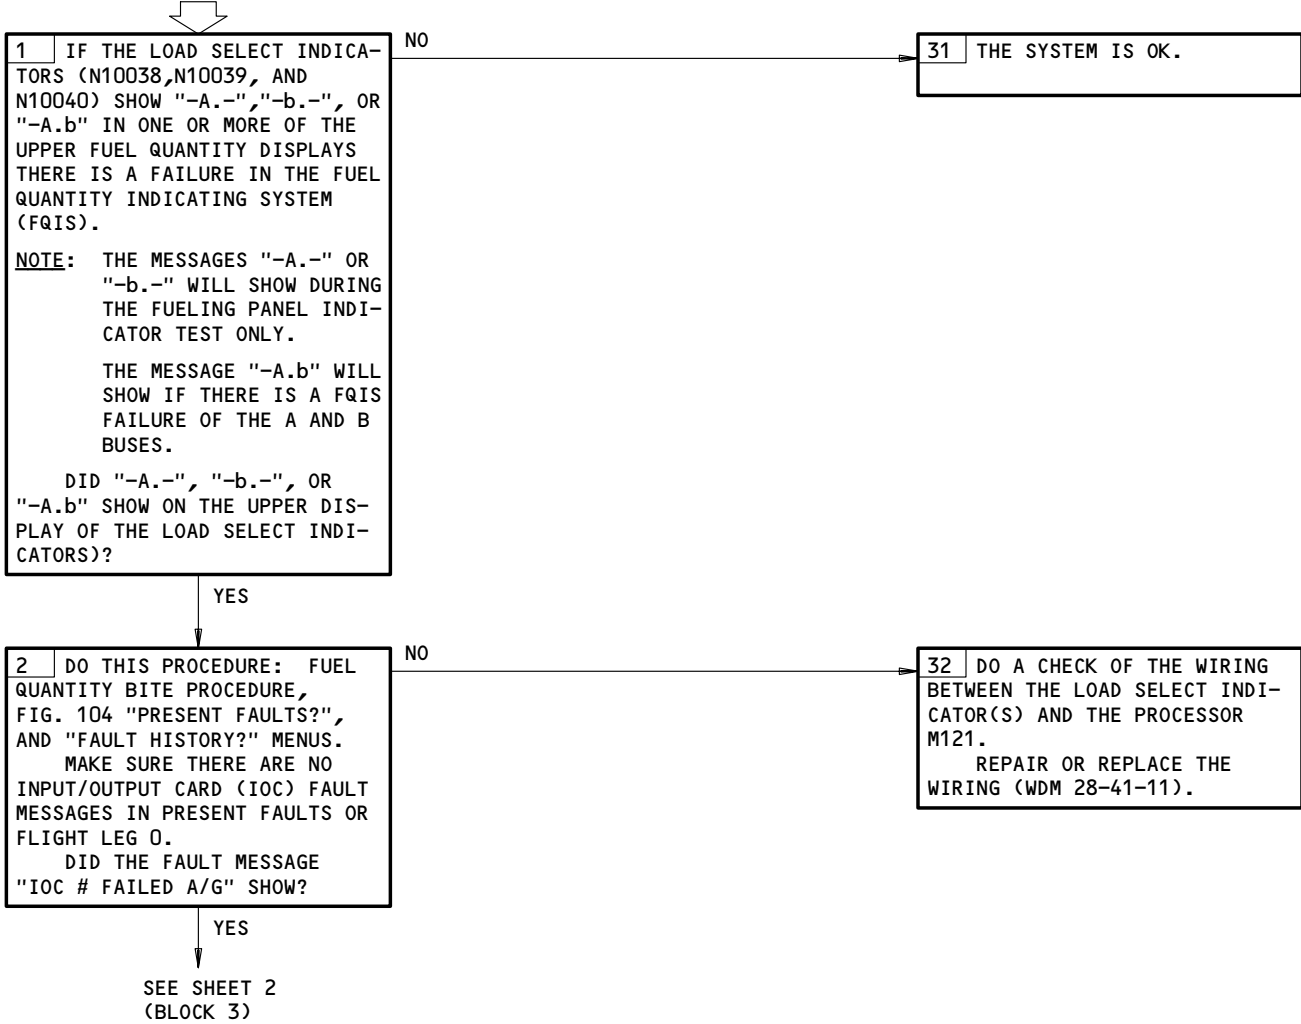 1 IF THE LOAD SELECT INDICA-
TORS (N10038,N10039, AND
N10040) SHOW "-A.-","-b.-", OR
"-A.b" IN ONE OR MORE OF THE
UPPER FUEL QUANTITY DISPLAYS
THERE IS A FAILURE IN THE FUEL
QUANTITY INDICATING SYSTEM
(FQIS).
NOTE: THE MESSAGES "-A.-" OR
"-b.-" WILL SHOW DURING
THE FUELING PANEL INDI-
CATOR TEST ONLY.
THE MESSAGE "-A.b" WILL
SHOW IF THERE IS A FQIS
FAILURE OF THE A AND B
BUSES.
DID "-A.-", "-b.-", OR
"-A.b" SHOW ON THE UPPER DIS-
PLAY OF THE LOAD SELECT INDI-
CATORS)?
NO
31 THE SYSTEM IS OK.
YES
2 DO THIS PROCEDURE: FUEL
QUANTITY BITE PROCEDURE,
FIG. 104 "PRESENT FAULTS?",
AND "FAULT HISTORY?" MENUS.
MAKE SURE THERE ARE NO
INPUT/OUTPUT CARD (IOC) FAULT
MESSAGES IN PRESENT FAULTS OR
FLIGHT LEG 0.
DID THE FAULT MESSAGE
"IOC # FAILED A/G" SHOW?
NO
32 DO A CHECK OF THE WIRING
BETWEEN THE LOAD SELECT INDI-
CATOR(S) AND THE PROCESSOR
M121.
REPAIR OR REPLACE THE
WIRING (WDM 28-41-11).
YES
SEE SHEET 2
(BLOCK 3)